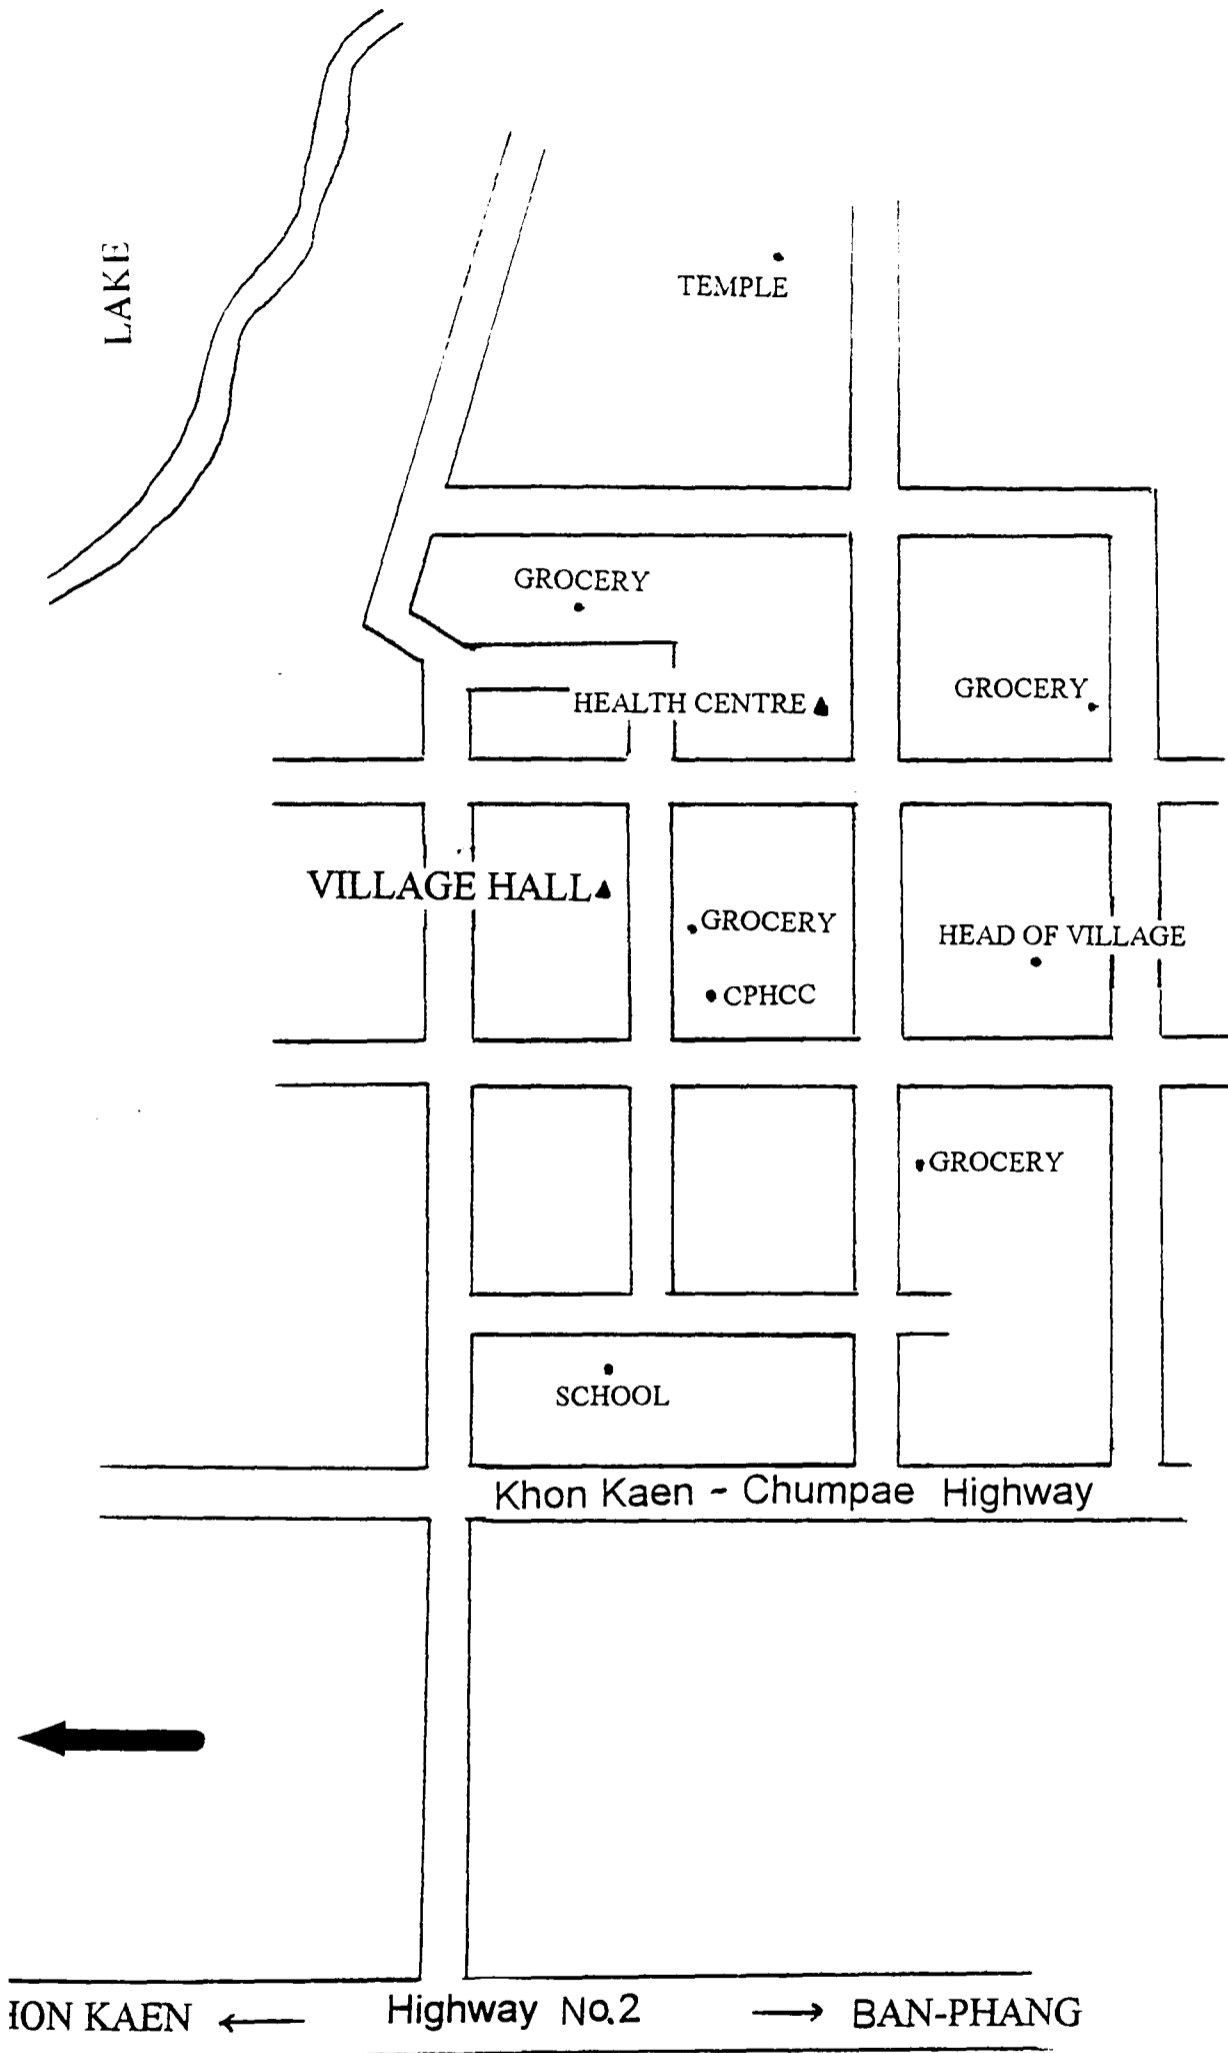 LAKE
TEMPLE
GROCERY
HEALTH CENTRE
GROCERY
VILLAGE HALL
GROCERY
HEAD OF VILLAGE
CPHCC
GROCERY
SCHOOL
Khon Kaen - Chumpae Highway
HON KAEN ← Highway No.2 → BAN-PHANG